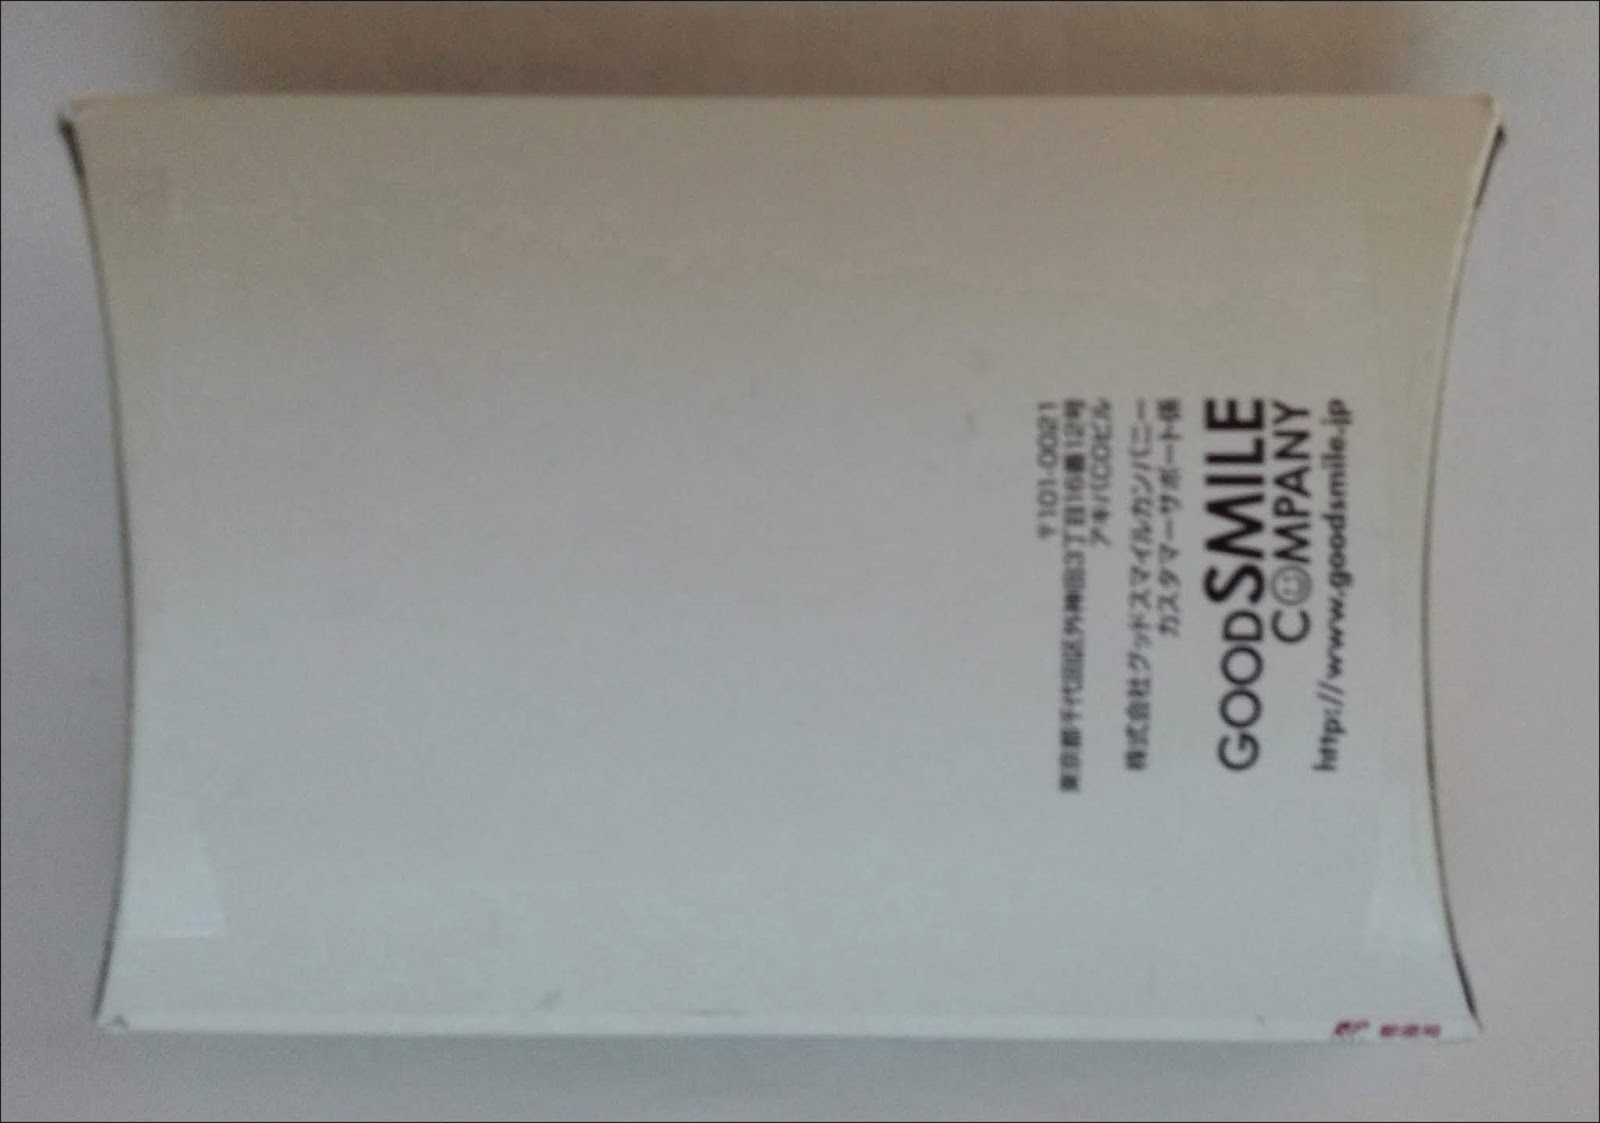 〒101-0021
東京都千代田区外神田3丁目16番12号
アキバCOビル
株式会社グッドスマイルカンパニー
カスタマーサポート係
GOODSMILE
COMPANY
http://www.goodsmile.jp